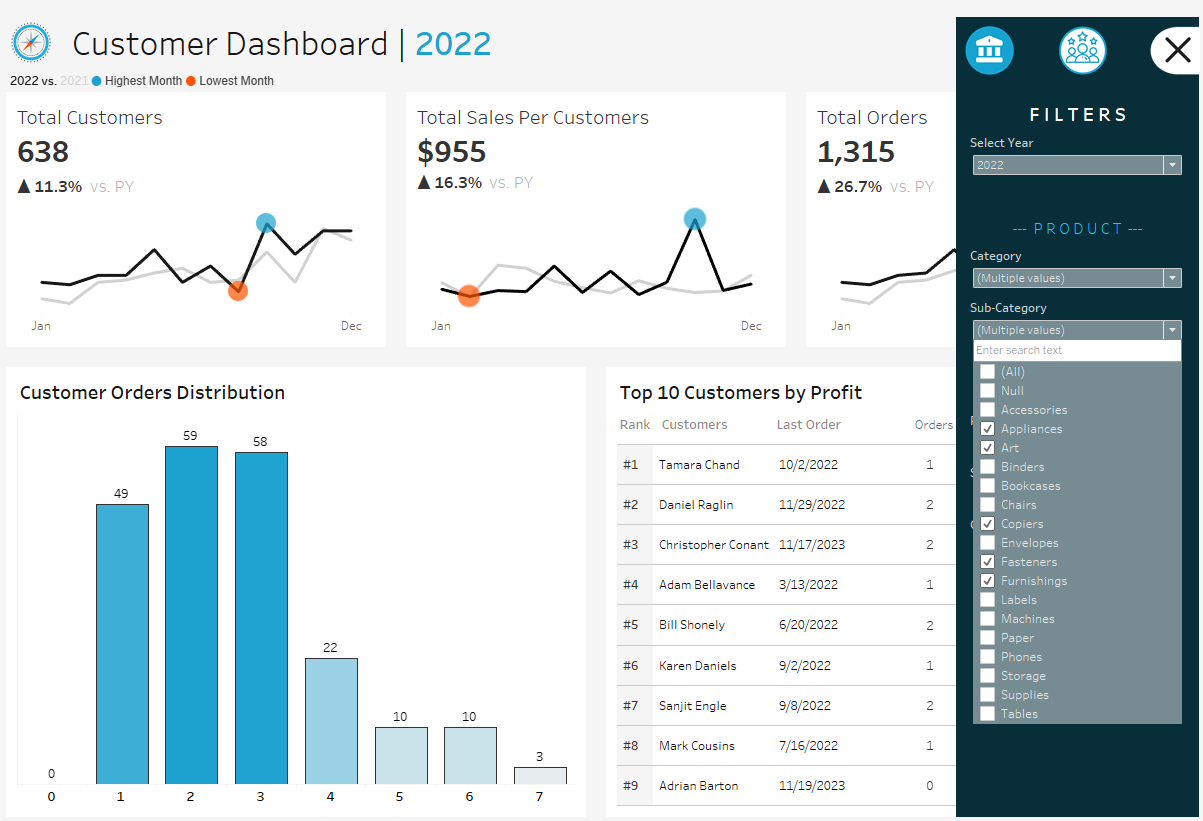 Customer Dashboard | 2022
2022 vs. 2021 Highest Month Lowest Month
Total Customers
638
▲ 11.3% vs. PY
Jan Dec
Total Sales Per Customers
$955
▲ 16.3% vs. PY
Jan Dec
Total Orders
1,315
▲ 26.7% vs. PY
Jan
Customer Orders Distribution
59
58
49
22
10
10
3
0
0 1 2 3 4 5 6 7
Top 10 Customers by Profit
Rank Customers Last Order Orders
#1 Tamara Chand 10/2/2022 1
#2 Daniel Raglin 11/29/2022 2
#3 Christopher Conant 11/17/2023 2
#4 Adam Bellavance 3/13/2022 1
#5 Bill Shonely 6/20/2022 2
#6 Karen Daniels 9/2/2022 1
#7 Sanjit Engle 9/8/2022 2
#8 Mark Cousins 7/16/2022 1
#9 Adrian Barton 11/19/2023 0
FILTERS
Select Year
2022
--- PRODUCT ---
Category
(Multiple values)
Sub-Category
(Multiple values)
Enter search text
(All)
Null
Accessories
Appliances
Art
Binders
Bookcases
Chairs
Copiers
Envelopes
Fasteners
Furnishings
Labels
Machines
Paper
Phones
Storage
Supplies
Tables